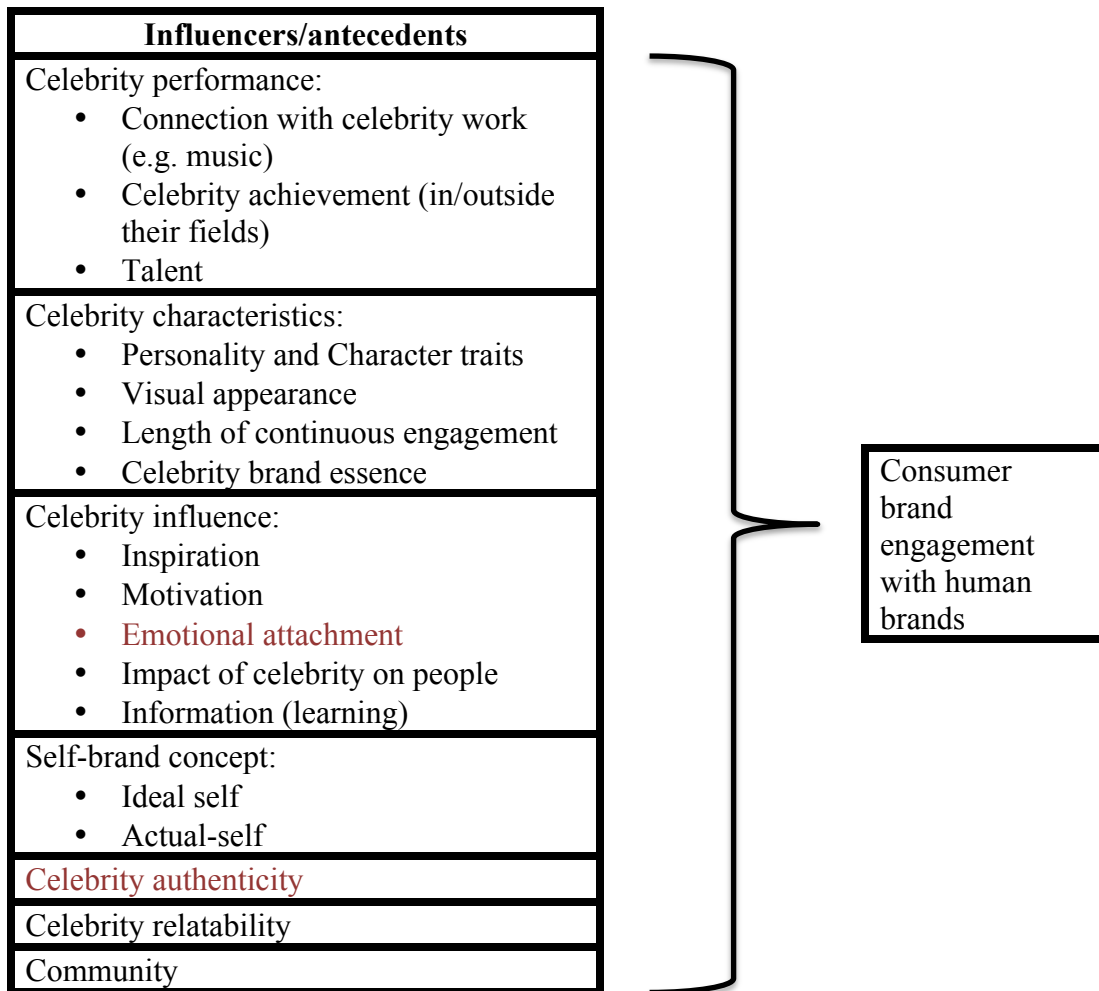 Influencers/antecedents
Celebrity performance:
• Connection with celebrity work
(e.g. music)
• Celebrity achievement (in/outside
their fields)
• Talent
Celebrity characteristics:
• Personality and Character traits
• Visual appearance
• Length of continuous engagement
• Celebrity brand essence
Celebrity influence:
• Inspiration
• Motivation
• Emotional attachment
• Impact of celebrity on people
• Information (learning)
Self-brand concept:
• Ideal self
• Actual-self
Celebrity authenticity
Celebrity relatability
Community
Consumer
brand
engagement
with human
brands